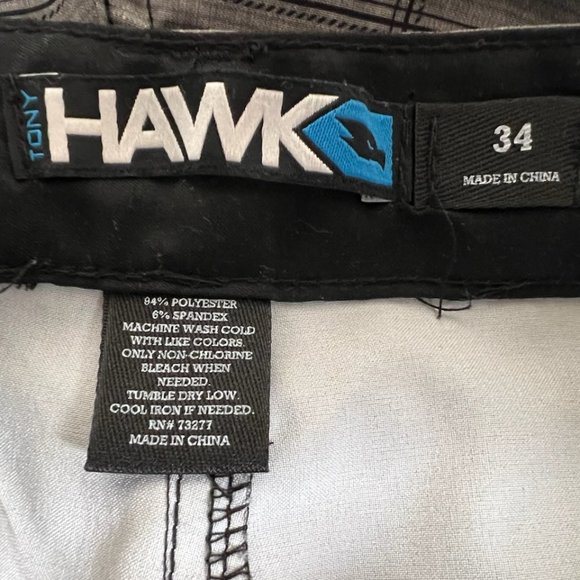 TONY
HAWK
34
MADE IN CHINA
94% POLYESTER
6% SPANDEX
MACHINE WASH COLD
WITH LIKE COLORS.
ONLY NON-CHLORINE
BLEACH WHEN
NEEDED.
TUMBLE DRY LOW.
COOL IRON IF NEEDED.
RN# 73277
MADE IN CHINA